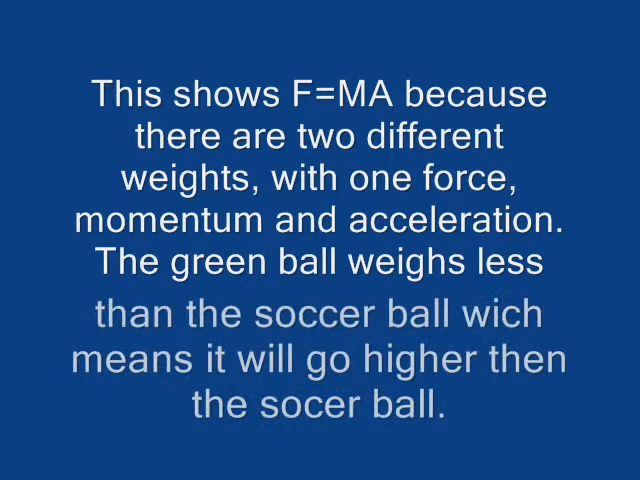 This shows F=MA because
there are two different
weights, with one force,
momentum and acceleration.
The green ball weighs less
than the soccer ball wich
means it will go higher then
the socer ball.